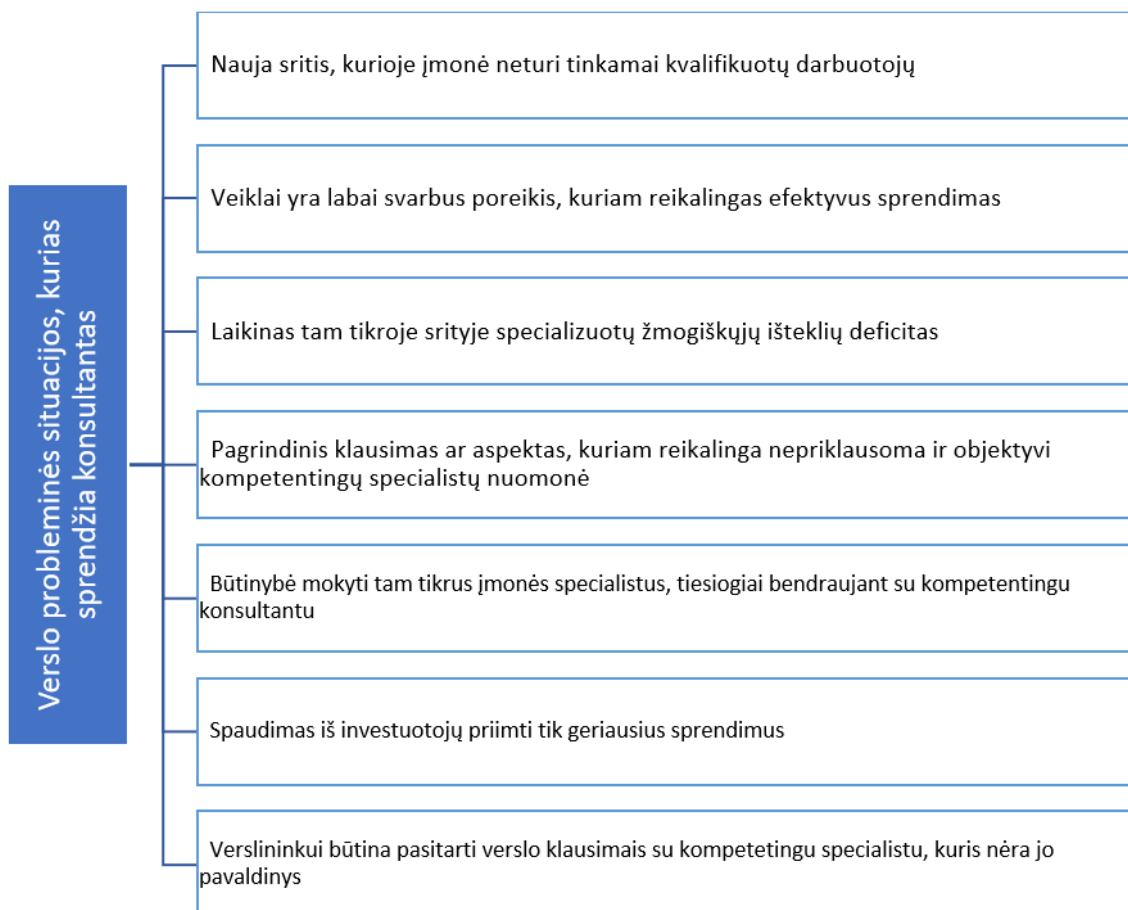 Verslo probleminės situacijos, kurias
sprendžia konsultantas
Nauja sritis, kurioje įmonė neturi tinkamai kvalifikuotų darbuotojų
Veiklai yra labai svarbus poreikis, kuriam reikalingas efektyvus sprendimas
Laikinas tam tikroje srityje specializuotų žmogiškųjų išteklių deficitas
Pagrindinis klausimas ar aspektas, kuriam reikalinga nepriklausoma ir objektyvi
kompetentingų specialistų nuomonė
Būtinybė mokyti tam tikrus įmonės specialistus, tiesiogiai bendraujant su kompetentingu
konsultantu
Spaudimas iš investuotojų priimti tik geriausius sprendimus
Verslininkui būtina pasitarti verslo klausimais su kompetetingu specialistu, kuris nėra jo
pavaldinys